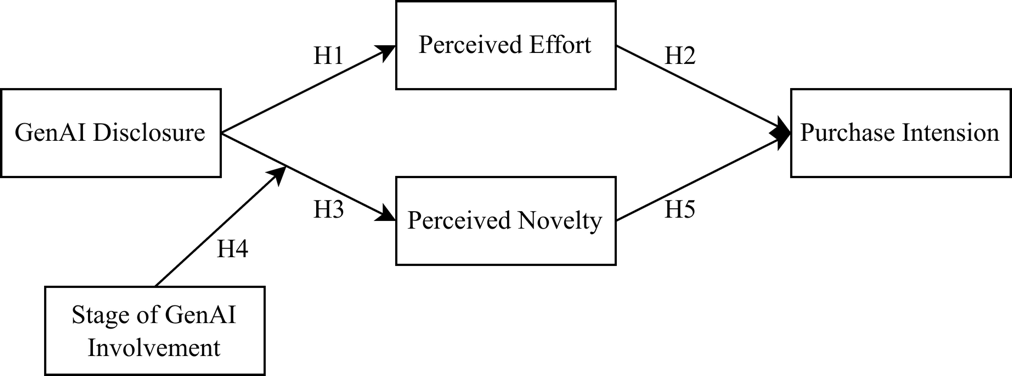 Perceived Effort
H1
H2
GenAI Disclosure
Purchase Intension
H3
Perceived Novelty
H5
H4
Stage of GenAI
Involvement